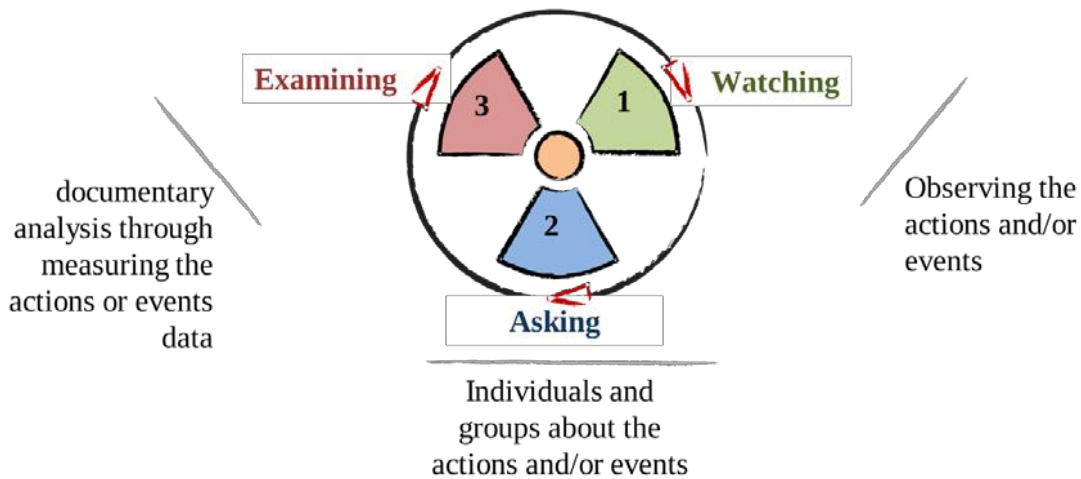 Examining
3
1
Watching
documentary
analysis through
measuring the
actions or events
data
2
Asking
Individuals and
groups about the
actions and/or events
Observing the
actions and/or
events